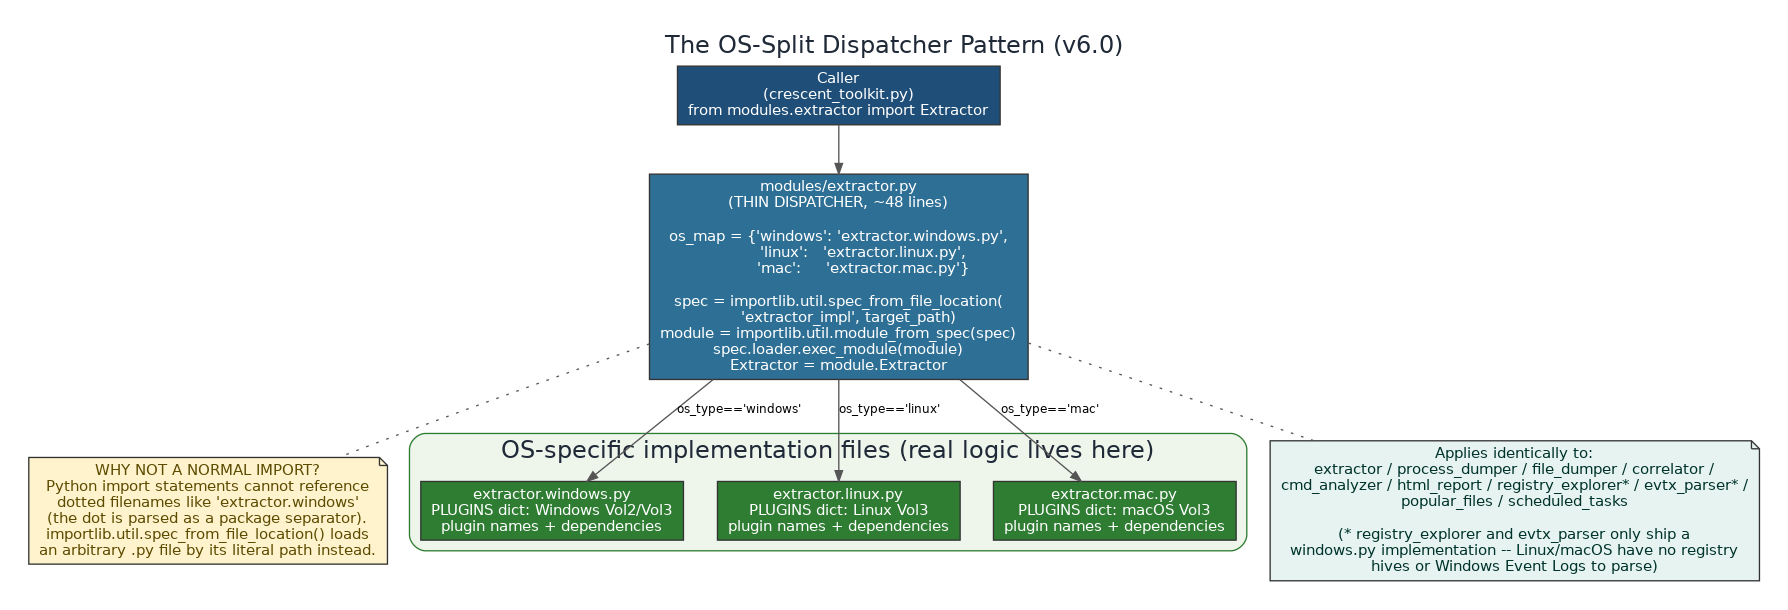 The OS-Split Dispatcher Pattern (v6.0)
Caller
(crescent_toolkit.py)
from modules.extractor import Extractor
modules/extractor.py
(THIN DISPATCHER, ~48 lines)
os_map = {'windows': 'extractor.windows.py',
'linux': 'extractor.linux.py',
'mac': 'extractor.mac.py'}
spec = importlib.util.spec_from_file_location(
'extractor_impl', target_path)
module = importlib.util.module_from_spec(spec)
spec.loader.exec_module(module)
Extractor = module.Extractor
os_type=='windows'
os_type=='linux'
os_type=='mac'
WHY NOT A NORMAL IMPORT?
Python import statements cannot reference
dotted filenames like 'extractor.windows'
(the dot is parsed as a package separator).
importlib.util.spec_from_file_location() loads
an arbitrary .py file by its literal path instead.
OS-specific implementation files (real logic lives here)
extractor.windows.py
PLUGINS dict: Windows Vol2/Vol3
plugin names + dependencies
extractor.linux.py
PLUGINS dict: Linux Vol3
plugin names + dependencies
extractor.mac.py
PLUGINS dict: macOS Vol3
plugin names + dependencies
Applies identically to:
extractor / process_dumper / file_dumper / correlator /
cmd_analyzer / html_report / registry_explorer* / evtx_parser* /
popular_files / scheduled_tasks
(* registry_explorer and evtx_parser only ship a
windows.py implementation -- Linux/macOS have no registry
hives or Windows Event Logs to parse)